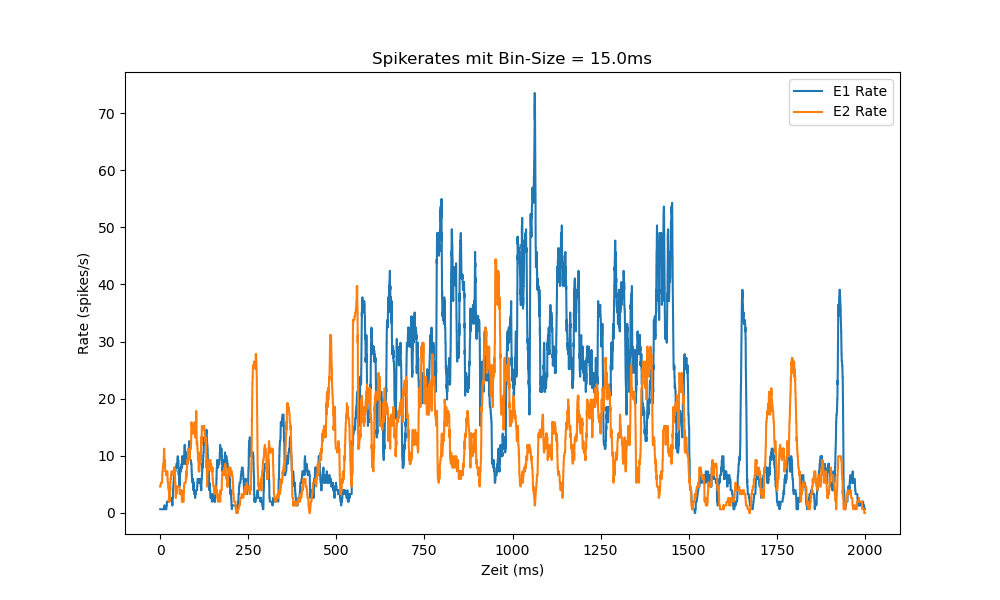 Spikerates mit Bin-Size = 15.0ms
E1 Rate
E2 Rate
70
60
50
40
30
20
10
0
Rate (spikes/s)
0 250 500 750 1000 1250 1500 1750 2000
Zeit (ms)